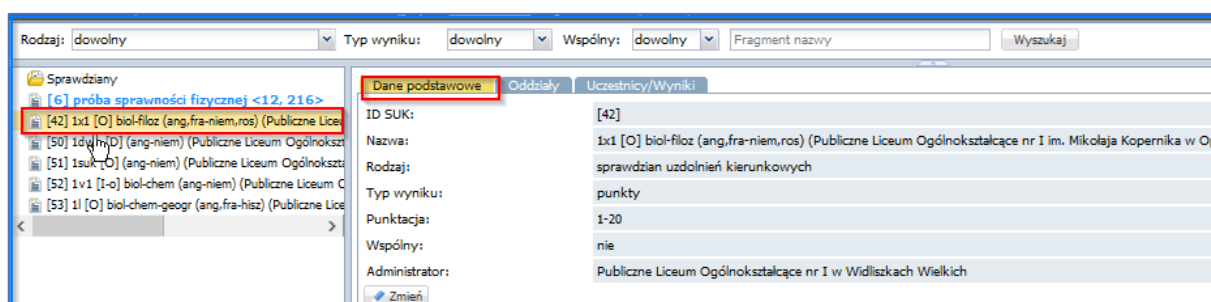 Rodzaj: dowolny Typ wyniku: dowolny Wspólny: dowolny Fragment nazwy Wyszukaj
Sprawdziany
[6] próba sprawności fizycznej <12, 216>
[42] 1x1 [O] biol-filoz (ang,fra-niem,ros) (Publiczne Liceu
[50] [D] (ang-niem) (Publiczne Liceum Ogólnokszt
[51] 1suk [O] (ang-niem) (Publiczne Liceum Ogólnokszta
[52] 1v1 [I-o] biol-chem (ang-niem) (Publiczne Liceum O
[53] 1l [O] biol-chem-geogr (ang,fra-hisz) (Publiczne Lice
Dane podstawowe Oddziały Uczestnicy/Wyniki
ID SUK: [42]
Nazwa: 1x1 [O] biol-filoz (ang,fra-niem,ros) (Publiczne Liceum Ogólnokształcące nr I im. Mikołaja Kopernika w Op
Rodzaj: sprawdzian uzdolnień kierunkowych
Typ wyniku: punkty
Punktacja: 1-20
Wspólny: nie
Administrator: Publiczne Liceum Ogólnokształcące nr I w Widliszkach Wielkich
Zmień